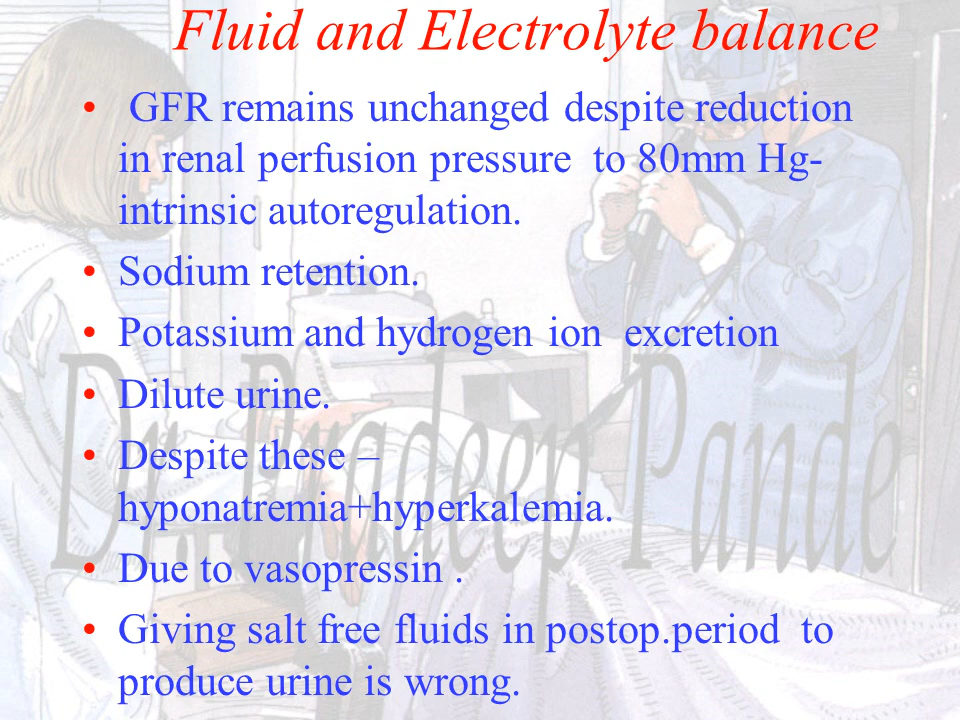 Fluid and Electrolyte balance
• GFR remains unchanged despite reduction
in renal perfusion pressure to 80mm Hg-
intrinsic autoregulation.
• Sodium retention.
• Potassium and hydrogen ion excretion
• Dilute urine.
• Despite these –
hyponatremia+hyperkalemia.
• Due to vasopressin .
• Giving salt free fluids in postop.period to
produce urine is wrong.
Dr. Pradeep Pande